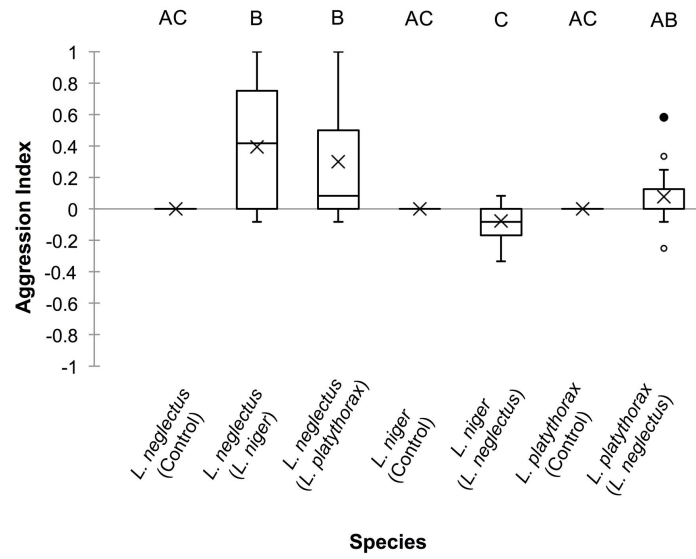 AC B B AC C AC AB
Aggression Index
1
0.8
0.6
0.4
0.2
0
-0.2
-0.4
-0.6
-0.8
-1
L. neglectus
(Control)
L. neglectus
(L. niger)
L. neglectus
(L. platythorax)
L. niger
(Control)
L. niger
(L. neglectus)
L. platythorax
(Control)
L. platythorax
(L. neglectus)
Species